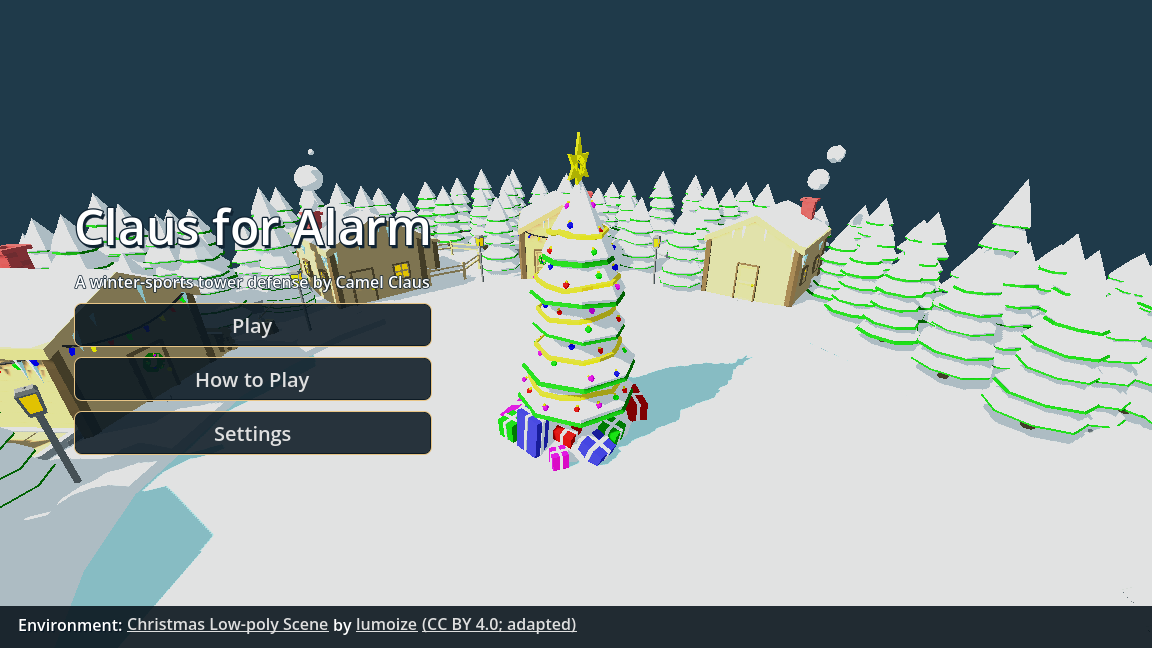 Claus for Alarm
A winter-sports tower defense by Camel Claus
Play
How to Play
Settings
Environment: Christmas Low-poly Scene by lumoize (CC BY 4.0; adapted)